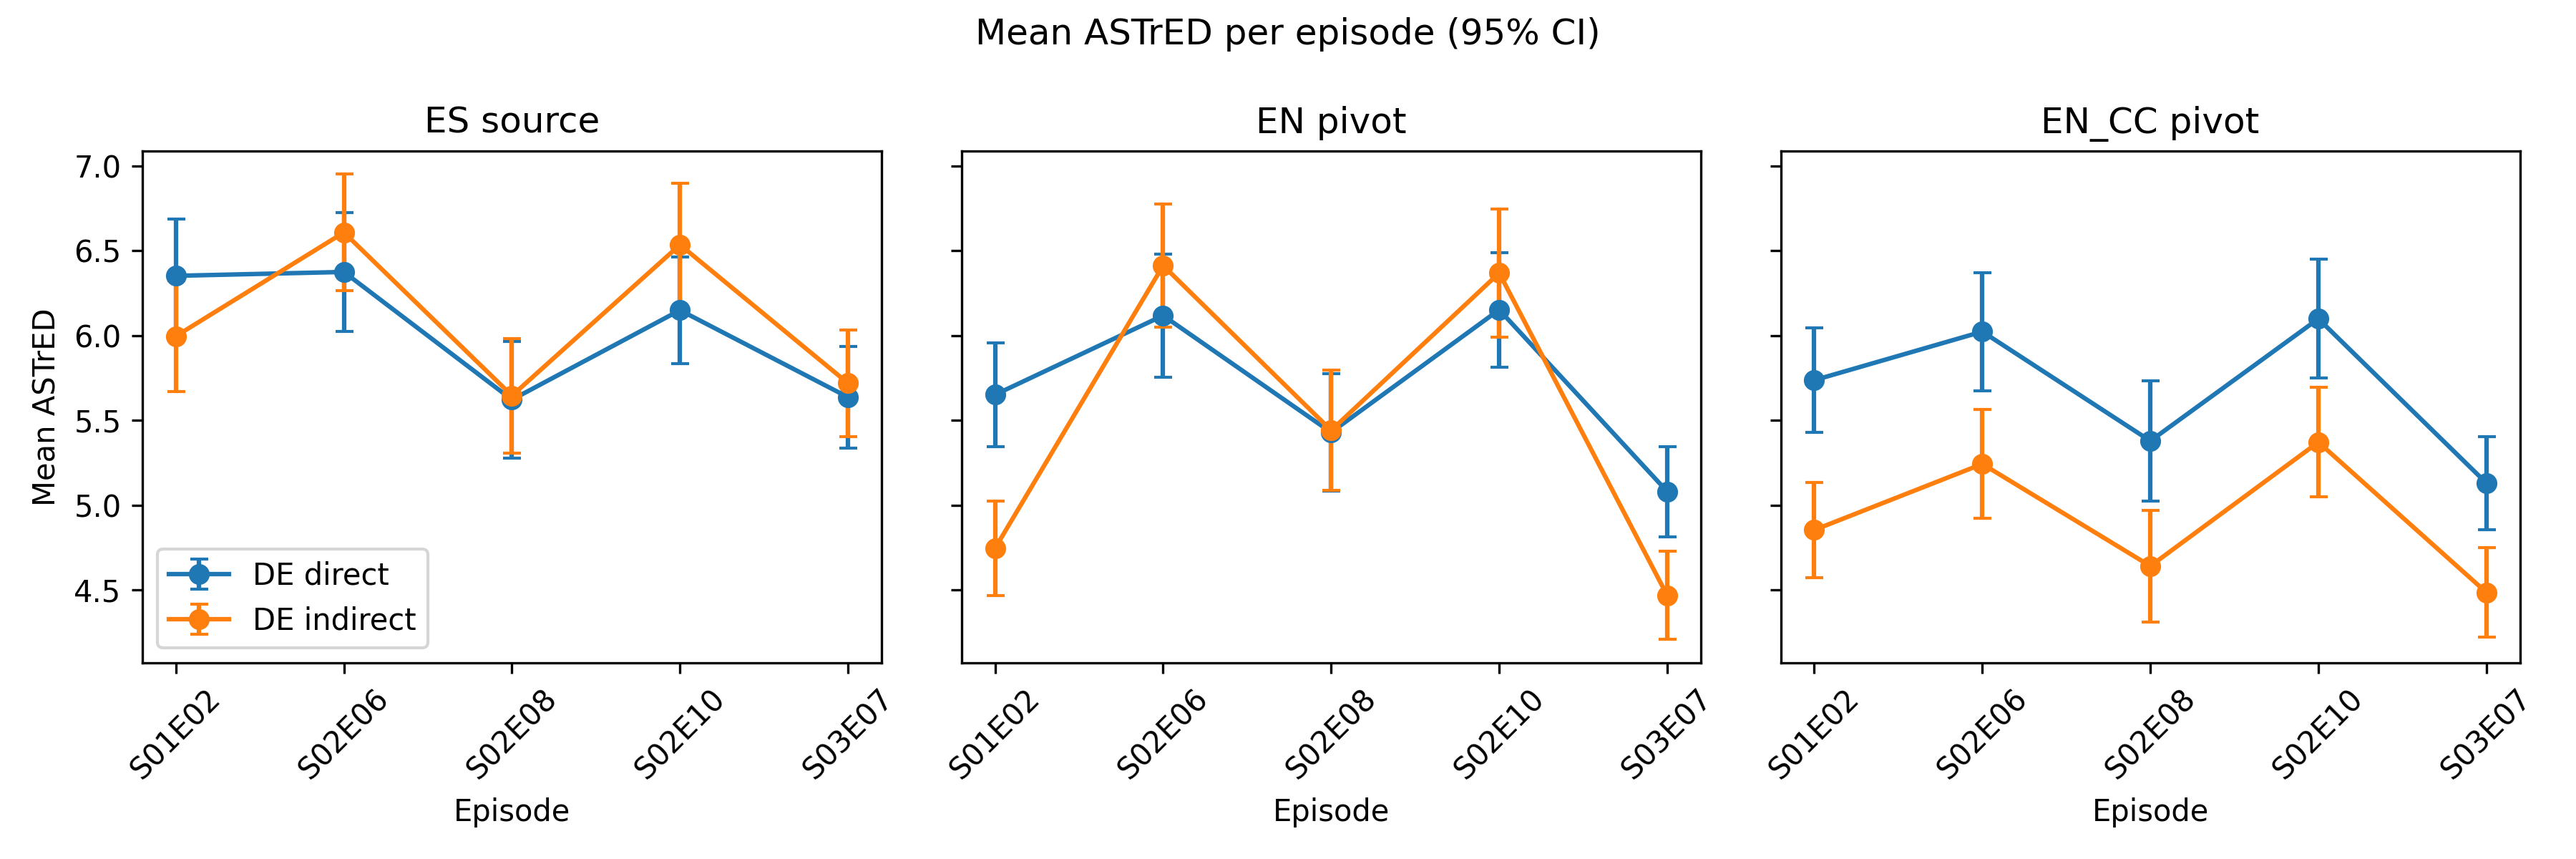 Mean ASTrED per episode (95% CI)
ES source
EN pivot
EN_CC pivot
Mean ASTrED
7.0
6.5
6.0
5.5
5.0
4.5
DE direct
DE indirect
S01E02
S02E06
S02E08
S02E10
S03E07
Episode
S01E02
S02E06
S02E08
S02E10
S03E07
Episode
S01E02
S02E06
S02E08
S02E10
S03E07
Episode